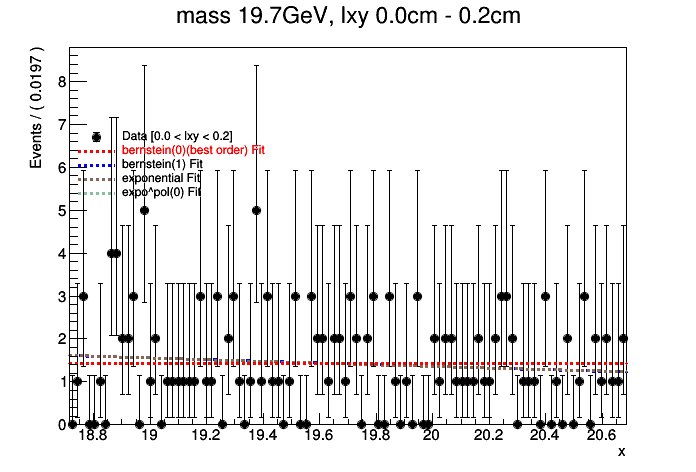 mass 19.7GeV, lxy 0.0cm - 0.2cm
Events / ( 0.0197 )
8
7
Data [0.0 < lxy < 0.2]
bernstein(0)(best order) Fit
bernstein(1) Fit
exponential Fit
expo^pol(0) Fit
6
5
4
3
2
1
0
18.8 19 19.2 19.4 19.6 19.8 20 20.2 20.4 20.6
x